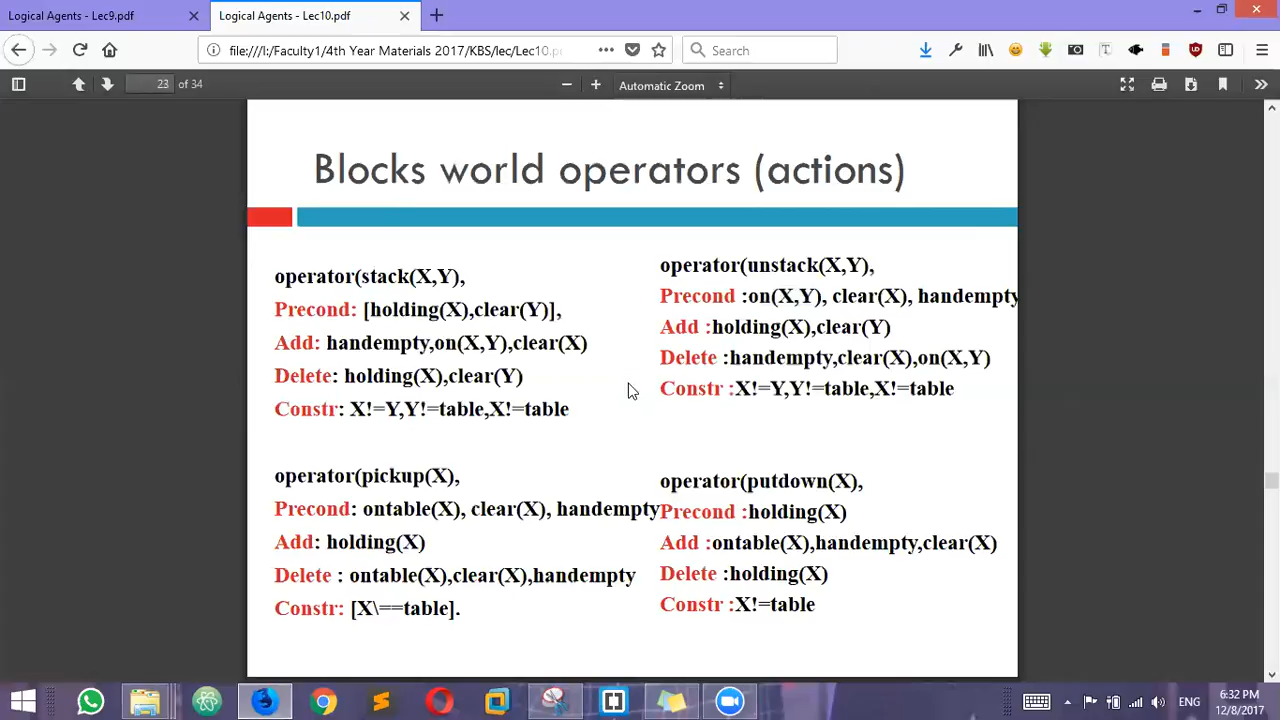 Logical Agents - Lec9.pdf
Logical Agents - Lec10.pdf
file:///I:/Faculty1/4th Year Materials 2017/KBS/lec/Lec10.p
Search
23 of 34
Automatic Zoom
Blocks world operators (actions)
operator(stack(X,Y),
Precond: [holding(X),clear(Y)],
Add: handempty,on(X,Y),clear(X)
Delete: holding(X),clear(Y)
Constr: X!=Y,Y!=table,X!=table
operator(unstack(X,Y),
Precond :on(X,Y), clear(X), handempty
Add :holding(X),clear(Y)
Delete :handempty,clear(X),on(X,Y)
Constr :X!=Y,Y!=table,X!=table
operator(pickup(X),
Precond: ontable(X), clear(X), handempty
Add: holding(X)
Delete : ontable(X),clear(X),handempty
Constr: [X\==table].
operator(putdown(X),
Precond :holding(X)
Add :ontable(X),handempty,clear(X)
Delete :holding(X)
Constr :X!=table
ENG
6:32 PM
12/8/2017